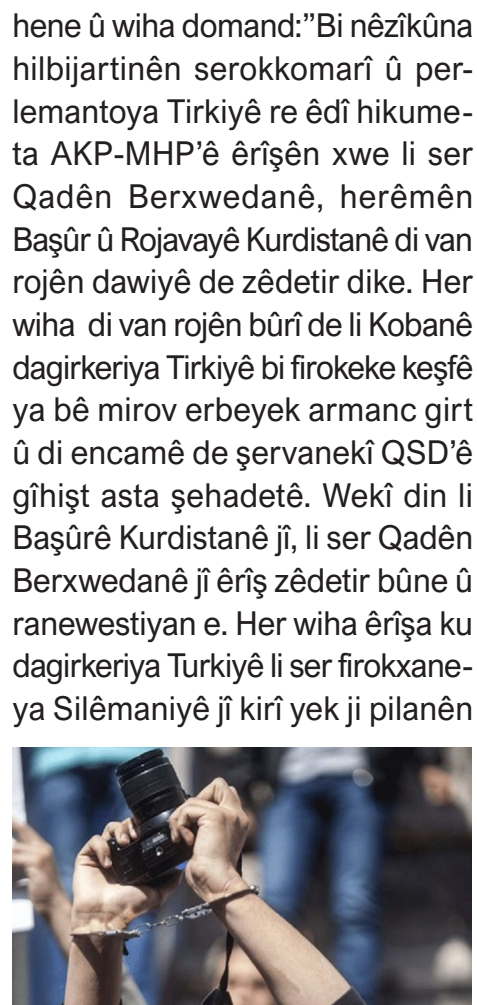 hene û wiha domand:”Bi nêzîkûna
hilbijartinên serokkomarî û per-
lemantoya Tirkiyê re êdî hikume-
ta AKP-MHP’ê êrîşên xwe li ser
Qadên Berxwedanê, herêmên
Başûr û Rojavayê Kurdistanê di van
rojên dawiyê de zêdetir dike. Her
wiha di van rojên bûrî de li Kobanê
dagirkeriya Tirkiyê bi firokeke keşfê
ya bê mirov erbeyek armanc girt
û di encamê de şervanekî QSD’ê
gîhişt asta şehadetê. Wekî din li
Başûrê Kurdistanê jî, li ser Qadên
Berxwedanê jî êrîş zêdetir bûne û
ranewestiyan e. Her wiha êrîşa ku
dagirkeriya Turkiyê li ser firokxane-
ya Silêmaniyê jî kirî yek ji pilanên